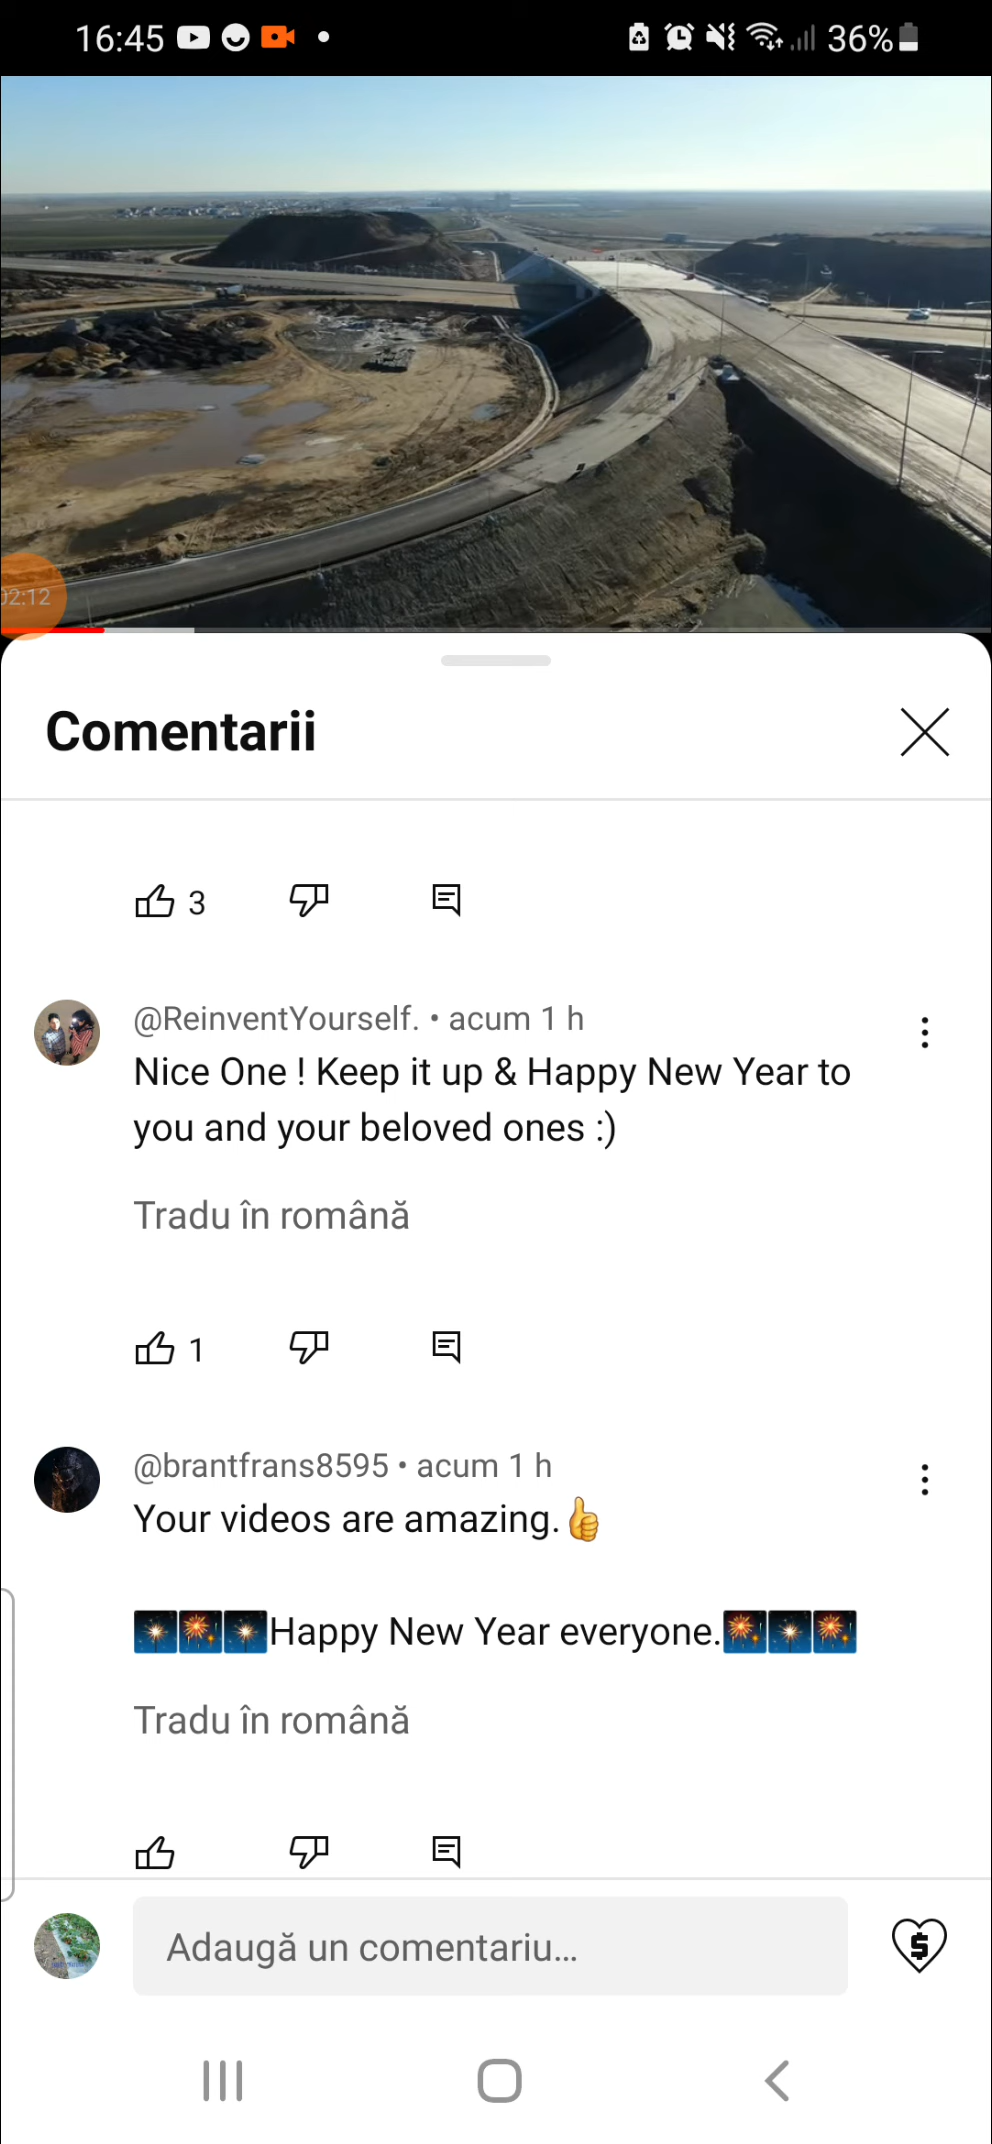 16:45
36%
02:12
Comentarii
3
@ReinventYourself. • acum 1 h
Nice One ! Keep it up & Happy New Year to
you and your beloved ones :)
Tradu în română
1
@brantfrans8595 • acum 1 h
Your videos are amazing.👍
🎇🎆🎇Happy New Year everyone.🎆🎇🎆
Tradu în română
Adaugă un comentariu...